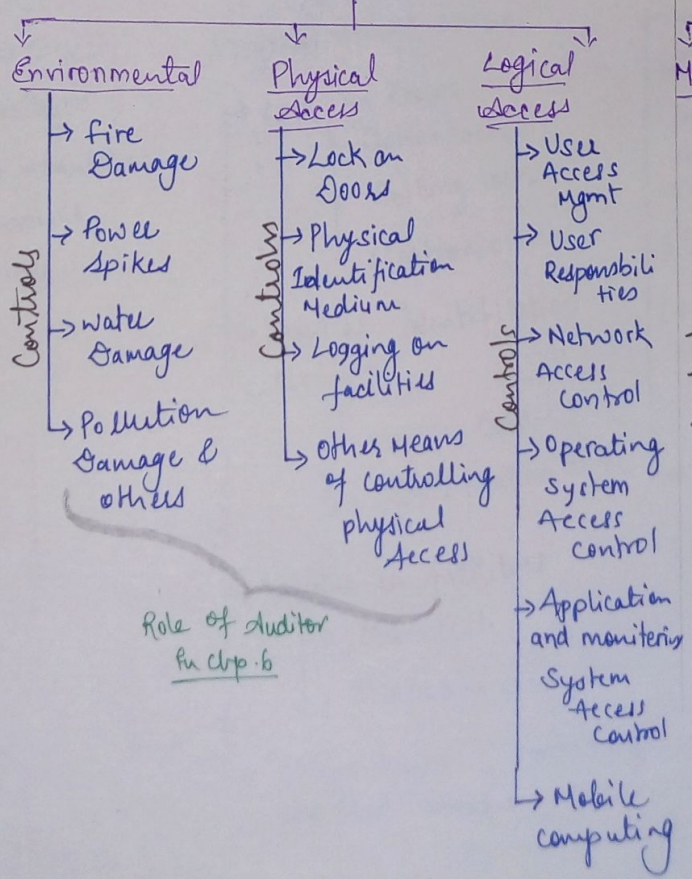 Environmental
Controls
Fire
Damage
Power
Spikes
Water
Damage
Pollution
Damage &
others
Physical
Access
Controls
Lock on
Doors
Physical
Identification
Medium
Logging on
facilities
Other Means
of controlling
physical
Access
Logical
Access
Controls
User
Access
Mgmt
User
Responsibili
ties
Network
Access
Control
Operating
System
Access
Control
Application
and monitering
System
Access
Control
Mobile
computing
Role of Auditor
in chp.6
M